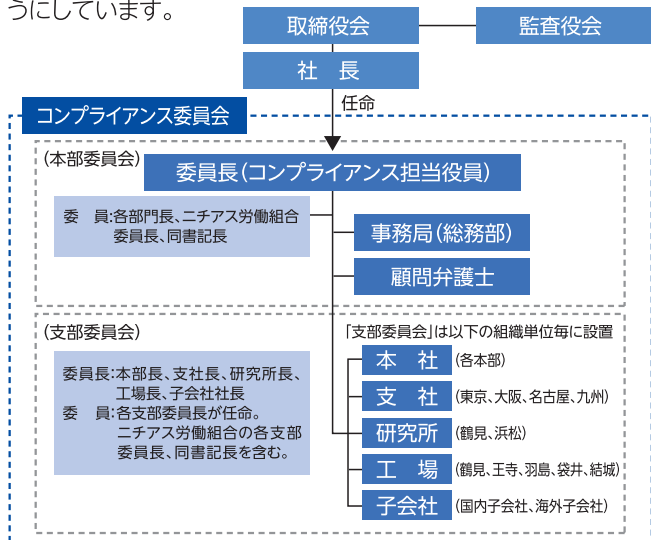 うにしています。
取締役会
監査役会
社　長
任命
コンプライアンス委員会
(本部委員会)
委員長(コンプライアンス担当役員)
委　員:各部門長、ニチアス労働組合
委員長、同書記長
事務局(総務部)
顧問弁護士
(支部委員会)
「支部委員会」は以下の組織単位毎に設置
委員長:本部長、支社長、研究所長、
工場長、子会社社長
委　員:各支部委員長が任命。
ニチアス労働組合の各支部
委員長、同書記長を含む。
本　社 (各本部)
支　社 (東京、大阪、名古屋、九州)
研究所 (鶴見、浜松)
工　場 (鶴見、王寺、羽島、袋井、結城)
子会社 (国内子会社、海外子会社)